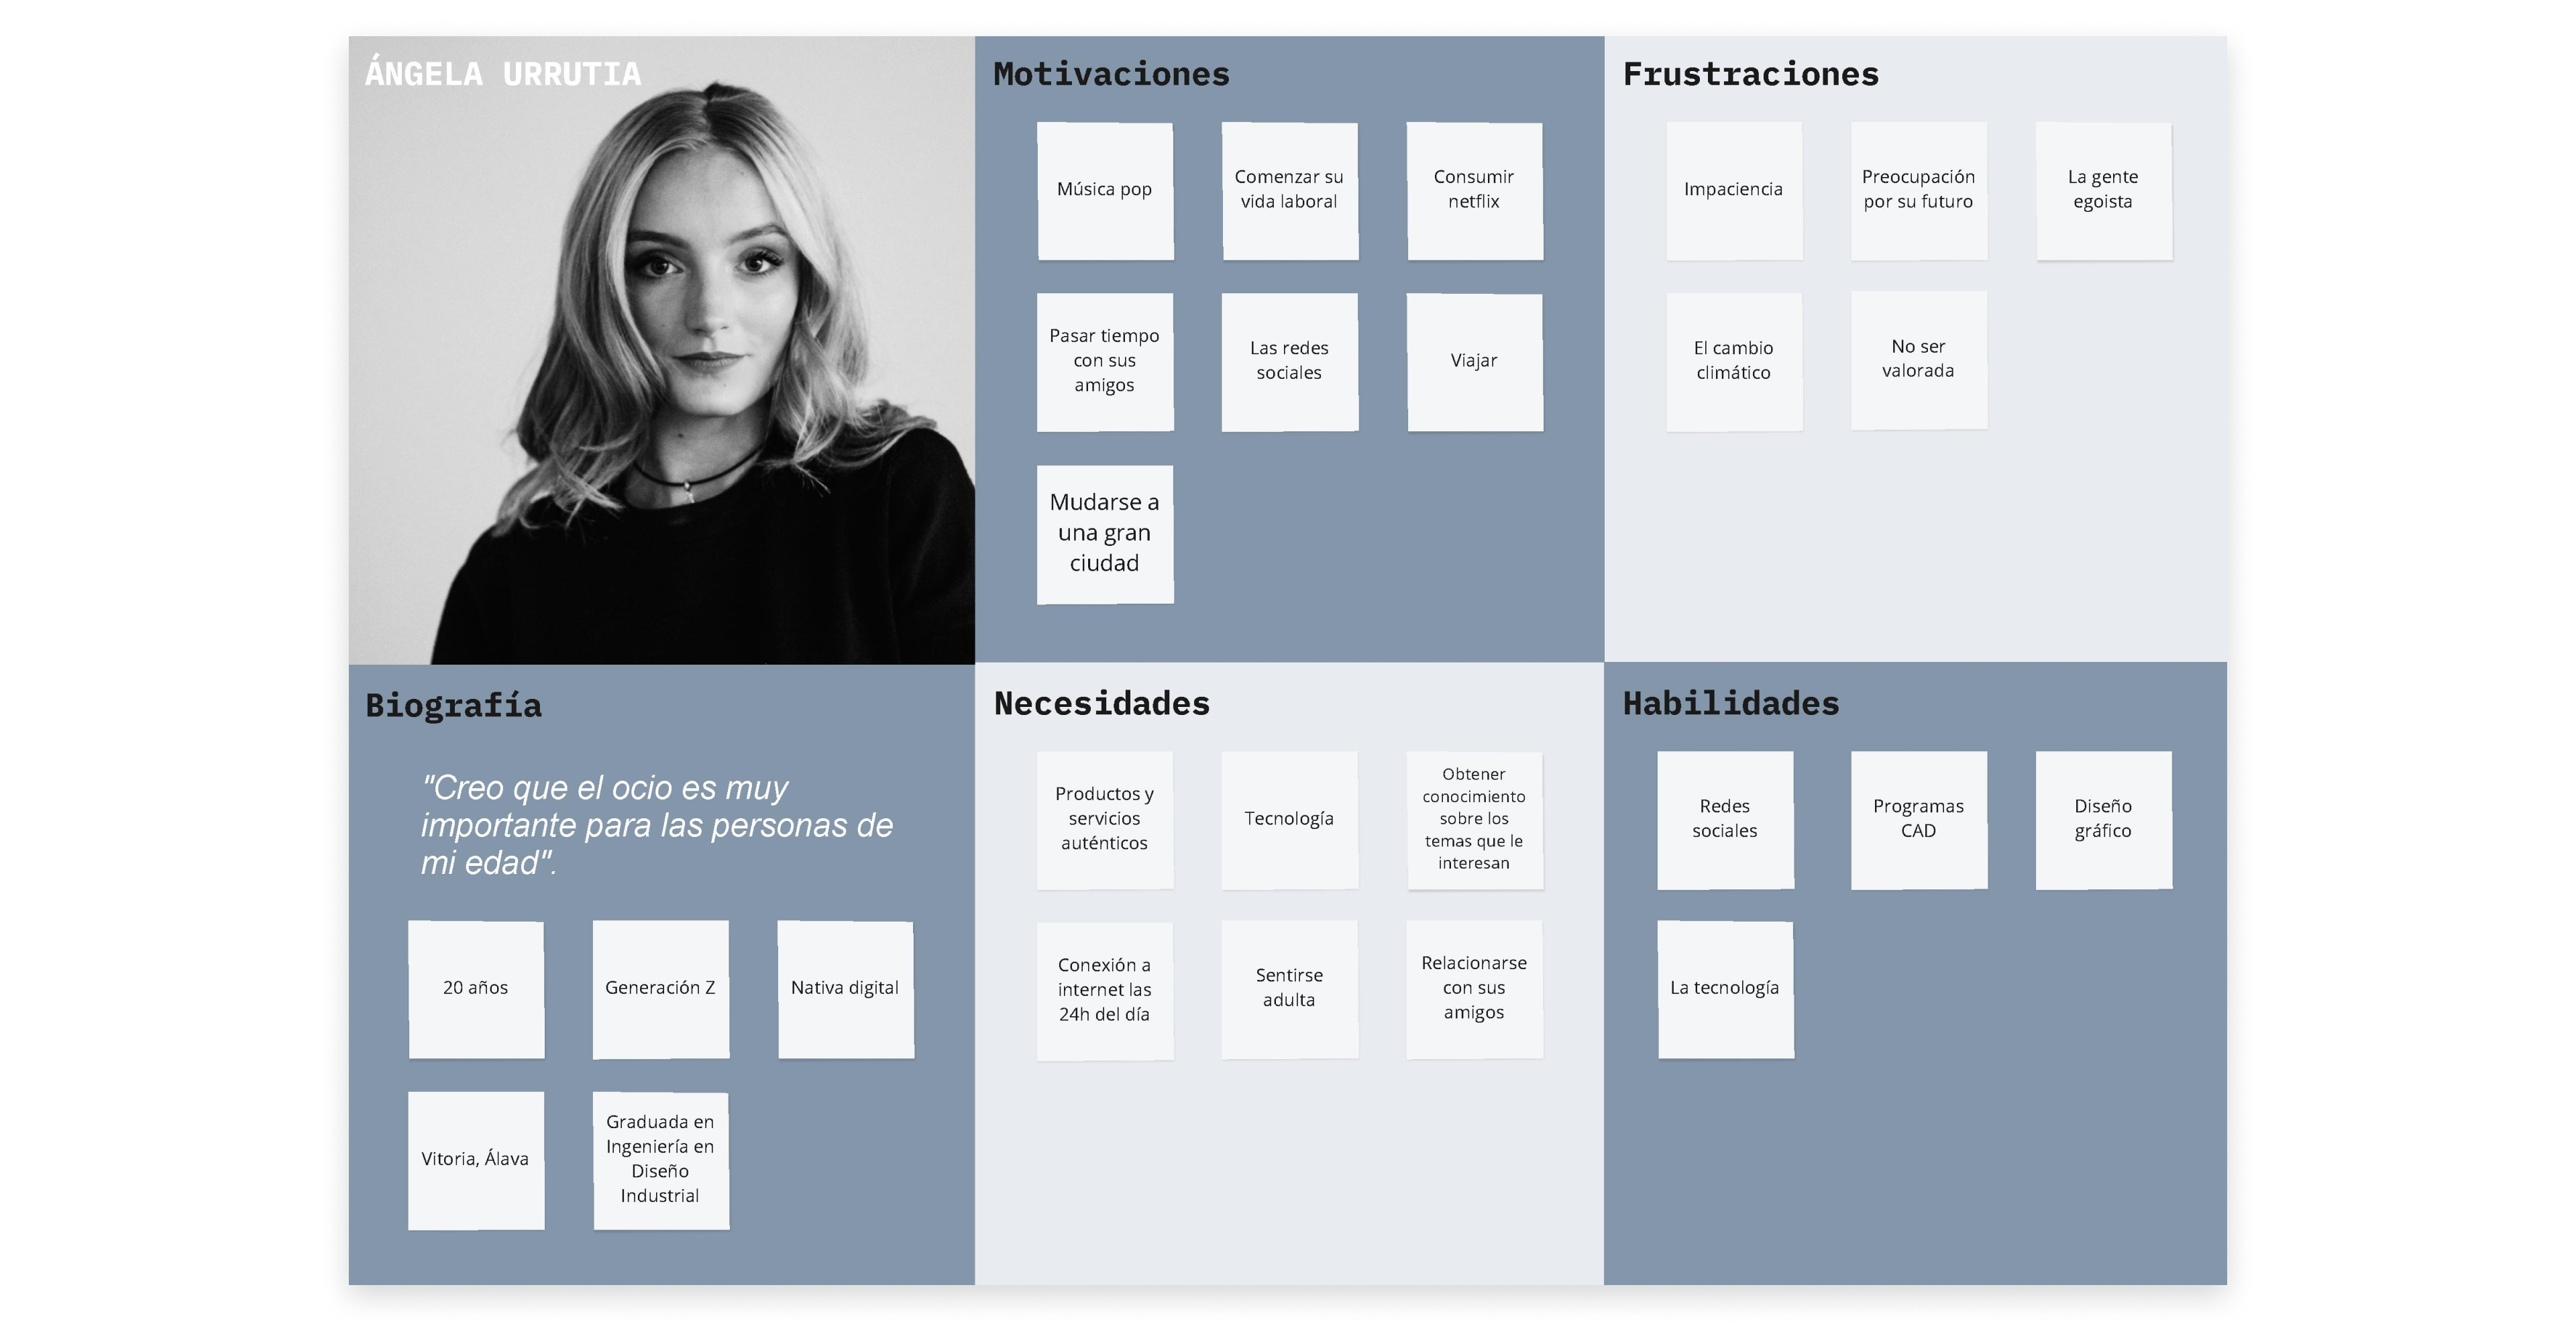 ÁNGELA URRUTIA
Motivaciones
Música pop
Comenzar su
vida laboral
Consumir
netflix
Pasar tiempo
con sus
amigos
Las redes
sociales
Viajar
Mudarse a
una gran
ciudad
Frustraciones
Impaciencia
Preocupación
por su futuro
La gente
egoista
El cambio
climático
No ser
valorada
Biografía
"Creo que el ocio es muy
importante para las personas de
mi edad".
20 años
Generación Z
Nativa digital
Vitoria, Álava
Graduada en
Ingeniería en
Diseño
Industrial
Necesidades
Productos y
servicios
auténticos
Tecnología
Obtener
conocimiento
sobre los
temas que le
interesan
Conexión a
internet las
24h del día
Sentirse
adulta
Relacionarse
con sus
amigos
Habilidades
Redes
sociales
Programas
CAD
Diseño
gráfico
La tecnología